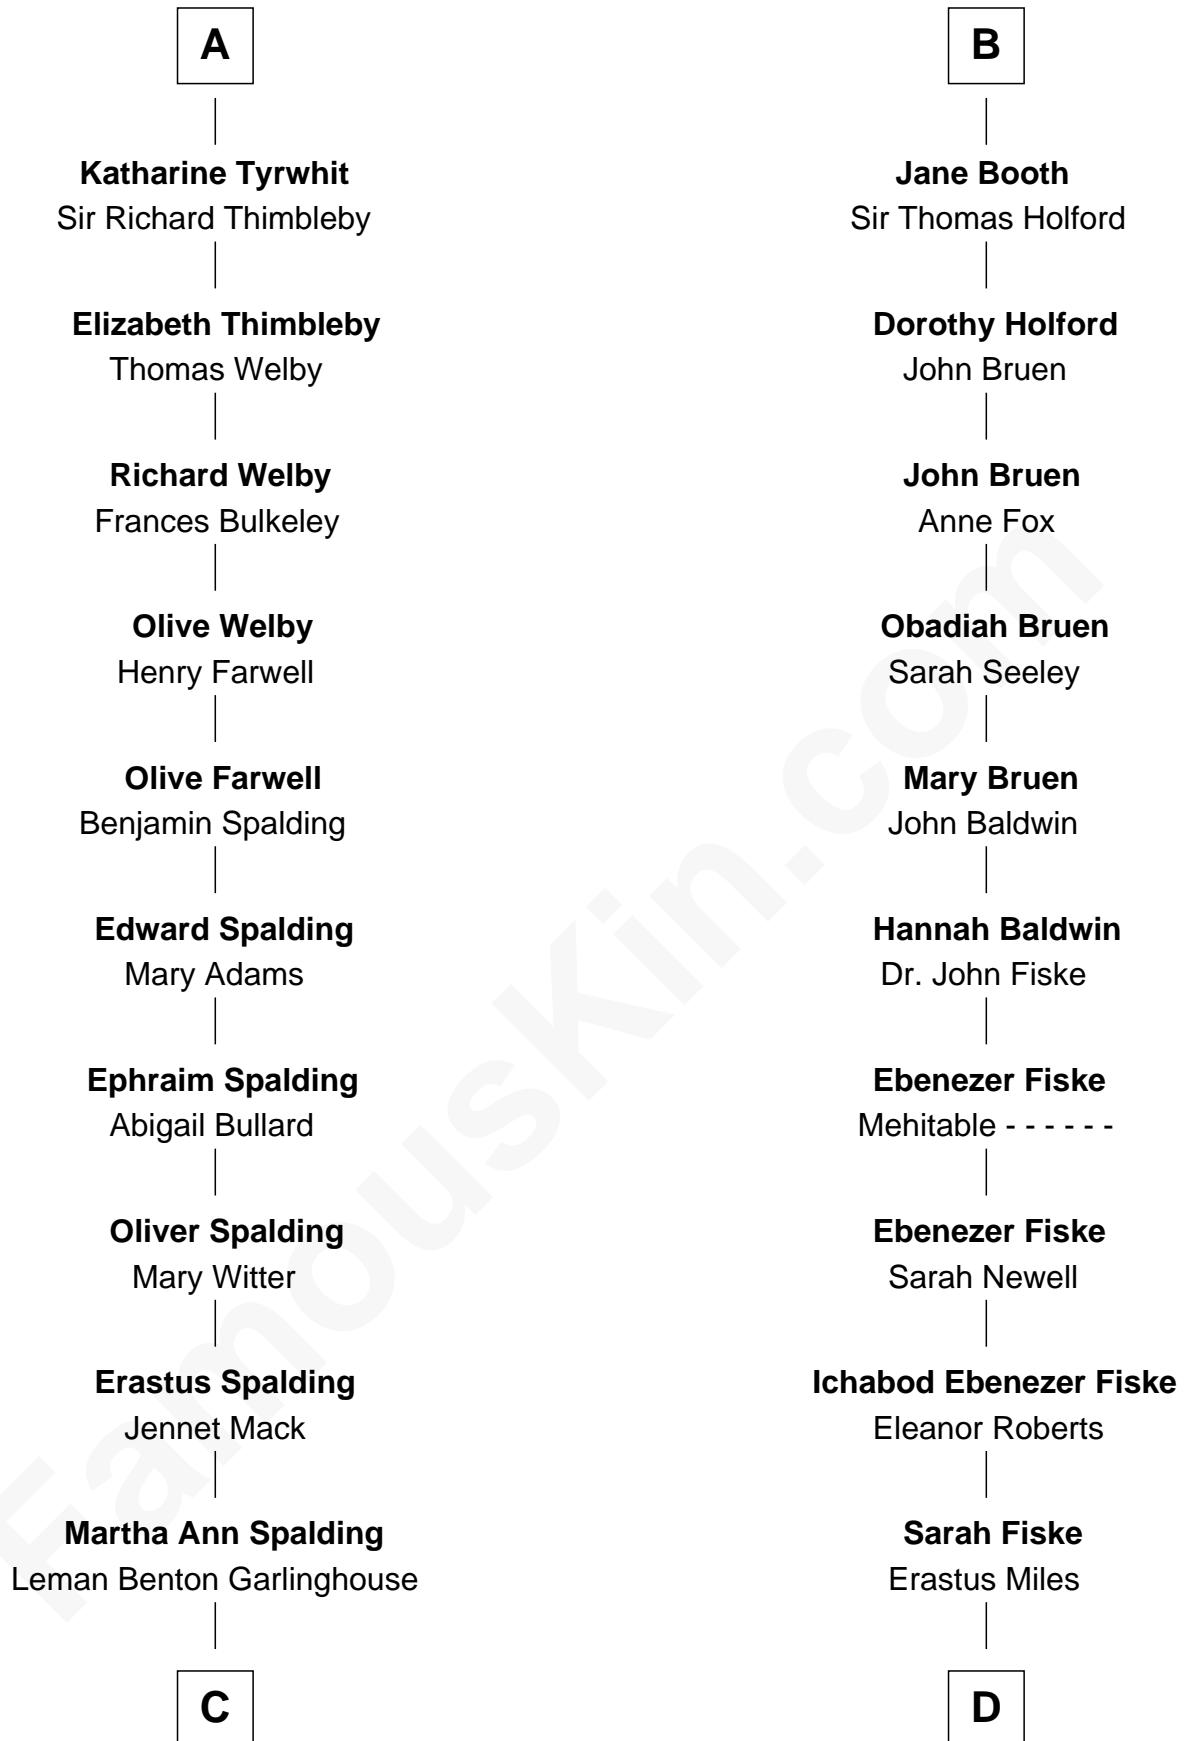 A
Katharine Tyrwhit
Sir Richard Thimbleby
Elizabeth Thimbleby
Thomas Welby
Richard Welby
Frances Bulkeley
Olive Welby
Henry Farwell
Olive Farwell
Benjamin Spalding
Edward Spalding
Mary Adams
Ephraim Spalding
Abigail Bullard
Oliver Spalding
Mary Witter
Erastus Spalding
Jennet Mack
Martha Ann Spalding
Leman Benton Garlinghouse
C
B
Jane Booth
Sir Thomas Holford
Dorothy Holford
John Bruen
John Bruen
Anne Fox
Obadiah Bruen
Sarah Seeley
Mary Bruen
John Baldwin
Hannah Baldwin
Dr. John Fiske
Ebenezer Fiske
Mehitable - - - - - -
Ebenezer Fiske
Sarah Newell
Ichabod Ebenezer Fiske
Eleanor Roberts
Sarah Fiske
Erastus Miles
D
FamousKin.com